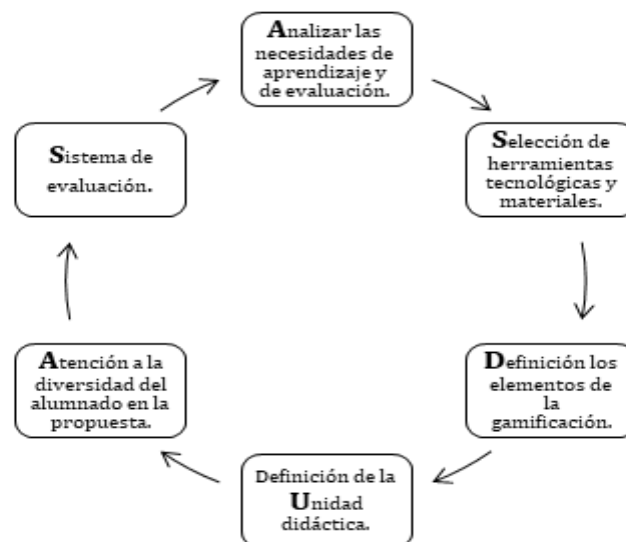 Analizar las
necesidades de
aprendizaje y
de evaluación.
Selección de
herramientas
tecnológicas y
materiales.
Definición los
elementos de
la
gamificación.
Definición de la
Unidad
didáctica.
Atención a la
diversidad del
alumnado en la
propuesta.
Sistema de
evaluación.